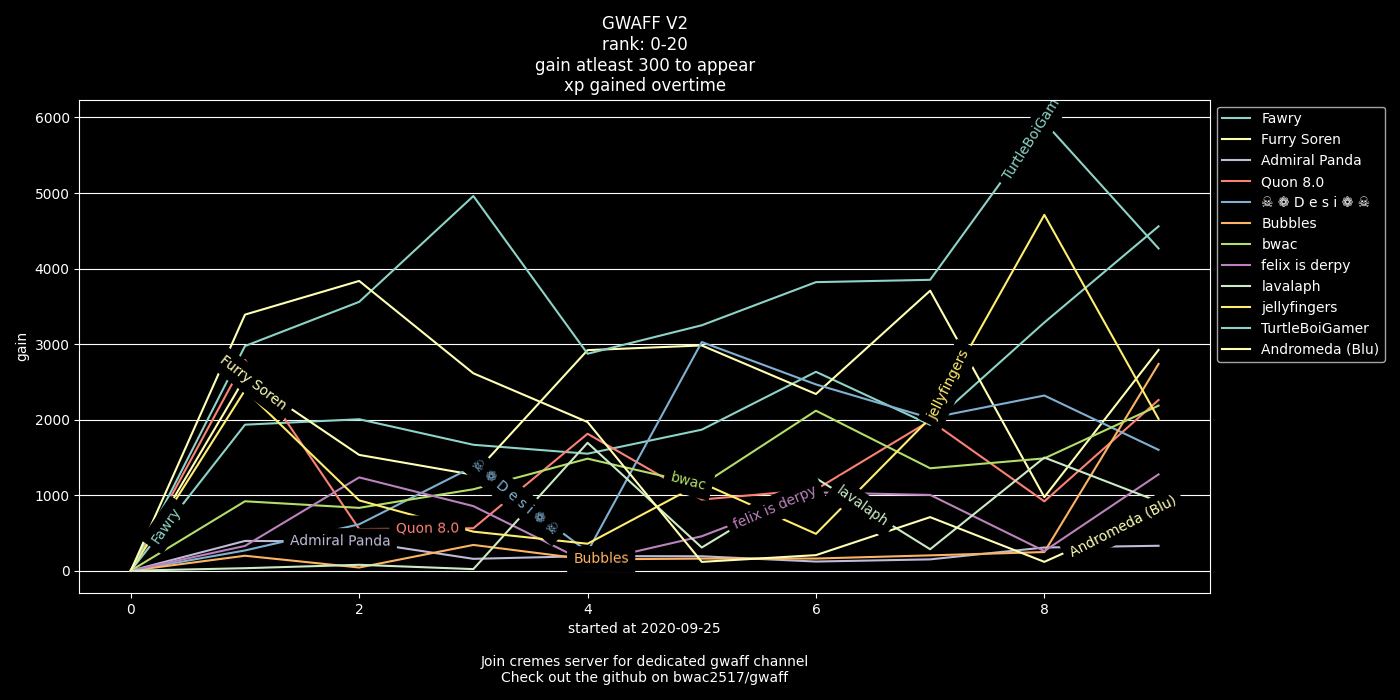 GWAFF V2
rank: 0-20
gain atleast 300 to appear
xp gained overtime
gain
6000
5000
4000
3000
2000
1000
0
0
2
4
6
8
started at 2020-09-25
Join cremes server for dedicated gwaff channel
Check out the github on bwac2517/gwaff
Fawry
Furry Soren
Admiral Panda
Quon 8.0
☠ ❁ D e s i ❁ ☠
Bubbles
bwac
felix is derpy
lavalaph
jellyfingers
TurtleBoiGam
Andromeda (Blu)
Fawry
Furry Soren
Admiral Panda
Quon 8.0
☠ ❁ D e s i ❁ ☠
Bubbles
bwac
felix is derpy
lavalaph
jellyfingers
TurtleBoiGamer
Andromeda (Blu)